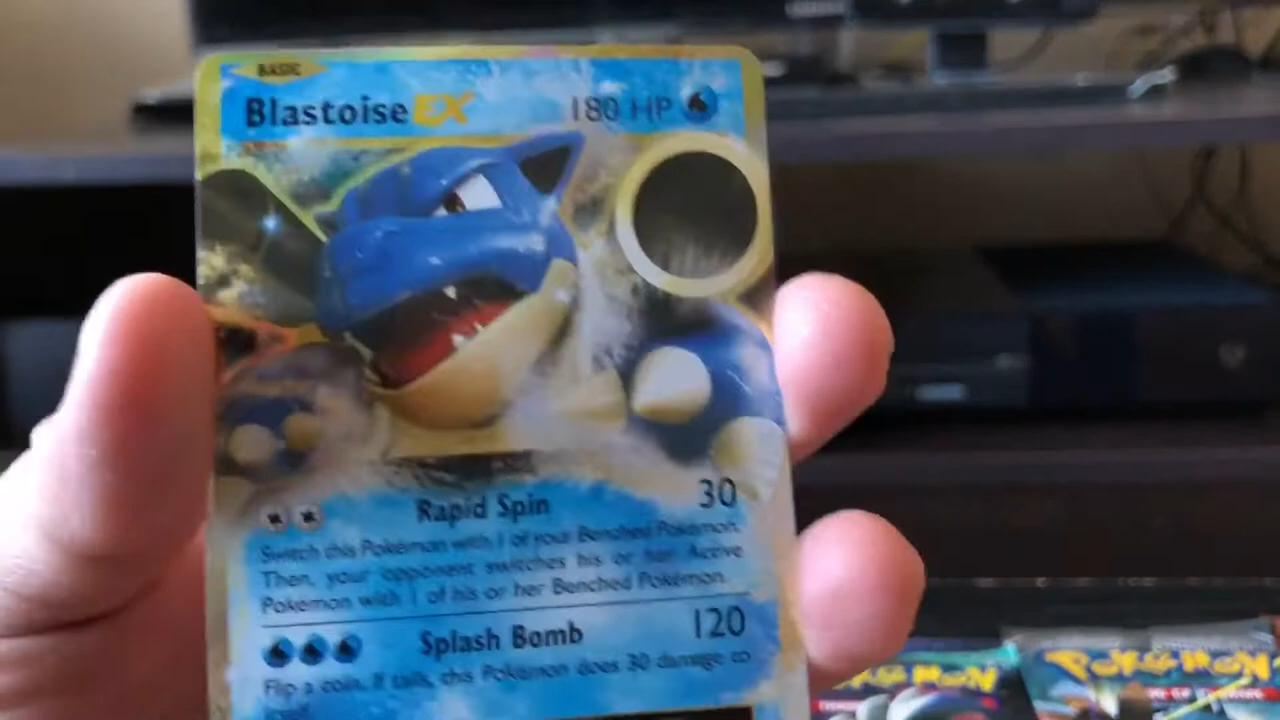 BASIC
Blastoise EX 180 HP
Rapid Spin 30
Switch this Pokémon with 1 of your Benched Pokémon.
Then, your opponent switches his or her Active
Pokémon with 1 of his or her Benched Pokémon.
Splash Bomb 120
Flip a coin. If tails, this Pokémon does 30 damage to
POKÉMON
POKÉMON